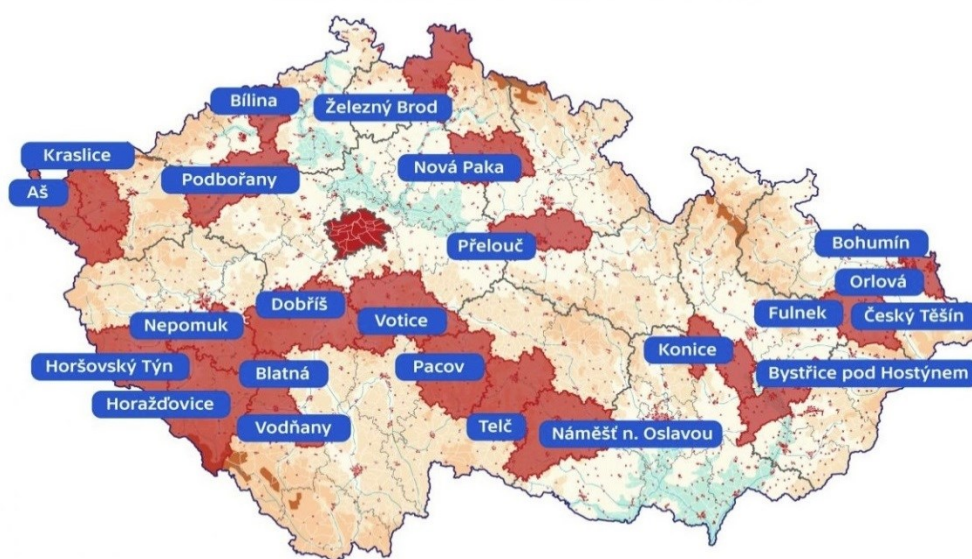 Bílina
Železný Brod
Kraslice
Podbořany
Nová Paka
Aš
Přelouč
Bohumín
Orlová
Dobříš
Fulnek
Český Těšín
Nepomuk
Votice
Konice
Horšovský Týn
Blatná
Pacov
Bystřice pod Hostýnem
Horažďovice
Vodňany
Telč
Náměšť n. Oslavou